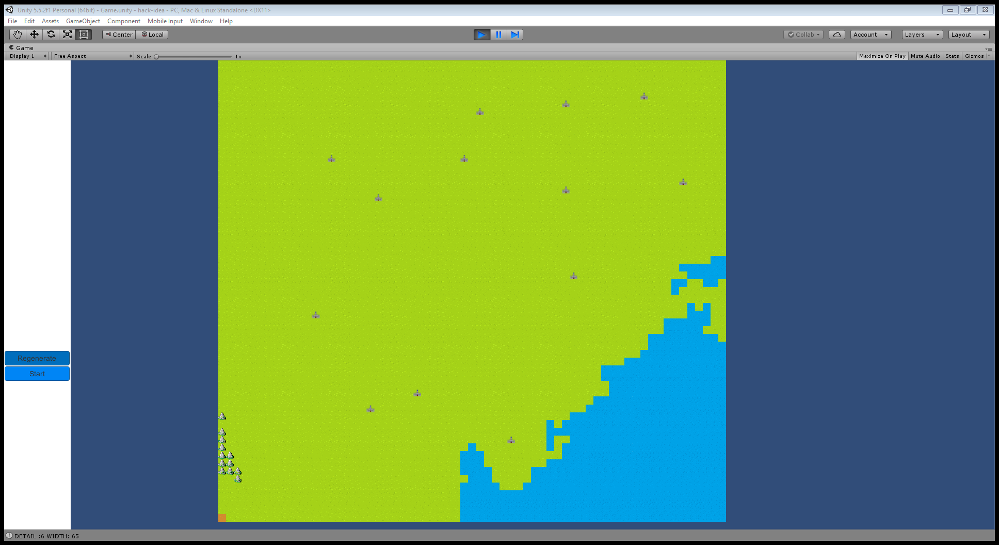 Unity 5.5.2f1 Personal (64bit) - Game.unity - hack-idea - PC, Mac & Linux Standalone <DX11>
File Edit Assets GameObject Component Mobile Input Window Help
Center Local Collab Account Layers Layout
Game
Display 1 Free Aspect Scale 1x Maximize On Play Mute Audio Stats Gizmos
Regenerate
Start
DETAIL :6 WIDTH: 65